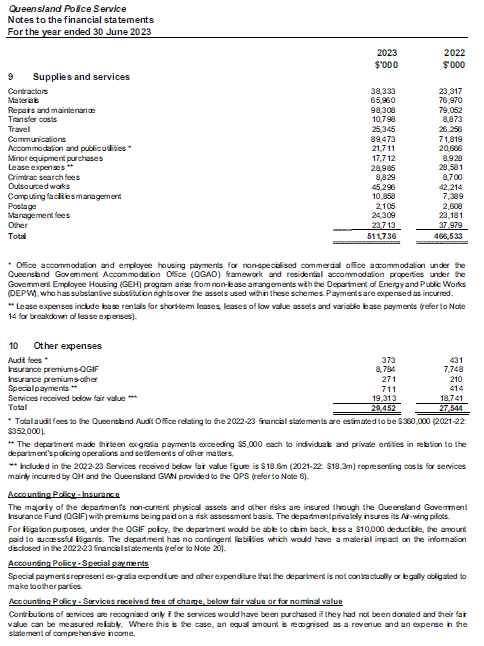 Queensland Police Service
Notes to the financial statements
For the year ended 30 June 2023
2023 2022
$'000 $'000
9 Supplies and services
Contractors 38,333 23,317
Materials 65,960 76,970
Repairs and maintenance 98,308 79,052
Transfer costs 10,798 8,873
Travel 25,345 26,256
Communications 89,473 71,819
Accommodation and public utilities * 21,711 20,666
Minor equipment purchases 17,712 8,928
Lease expenses ** 28,985 28,581
Crimtrac search fees 8,829 8,700
Outsourced works 45,296 42,214
Computing facilities management 10,858 7,389
Postage 2,105 2,608
Management fees 24,309 23,181
Other 23,713 37,979
Total 511,736 466,533
* Office accommodation and employee housing payments for non-specialised commercial office accommodation under the
Queensland Government Accommodation Office (QGAO) framework and residential accommodation properties under the
Government Employee Housing (GEH) program arise from non-lease arrangements with the Department of Energy and Public Works
(DEPW), who has substantive substitution rights over the assets used within these schemes. Payments are expensed as incurred.
** Lease expenses include lease rentals for short-term leases, leases of low value assets and variable lease payments (refer to Note
14 for breakdown of lease expenses).
10 Other expenses
Audit fees * 373 431
Insurance premiums-QGIF 8,784 7,748
Insurance premiums-other 271 210
Special payments ** 711 414
Services received below fair value *** 19,313 18,741
Total 29,452 27,544
* Total audit fees to the Queensland Audit Office relating to the 2022-23 financial statements are estimated to be $360,000 (2021-22:
$352,000).
** The department made thirteen ex-gratia payments exceeding $5,000 each to individuals and private entities in relation to the
department's policing operations and settlements of other matters.
*** Included in the 2022-23 Services received below fair value figure is $18.6m (2021-22: $18.3m) representing costs for services
mainly incurred by QH and the Queensland GWN provided to the QPS (refer to Note 6).
Accounting Policy - Insurance
The majority of the department's non-current physical assets and other risks are insured through the Queensland Government
Insurance Fund (QGIF) with premiums being paid on a risk assessment basis. The department privately insures its Air-wing pilots.
For litigation purposes, under the QGIF policy, the department would be able to claim back, less a $10,000 deductible, the amount
paid to successful litigants. The department has no contingent liabilities which would have a material impact on the information
disclosed in the 2022-23 financial statements (refer to Note 20).
Accounting Policy - Special payments
Special payments represent ex-gratia expenditure and other expenditure that the department is not contractually or legally obligated to
make to other parties.
Accounting Policy - Services received free of charge, below fair value or for nominal value
Contributions of services are recognised only if the services would have been purchased if they had not been donated and their fair
value can be measured reliably. Where this is the case, an equal amount is recognised as a revenue and an expense in the
statement of comprehensive income.